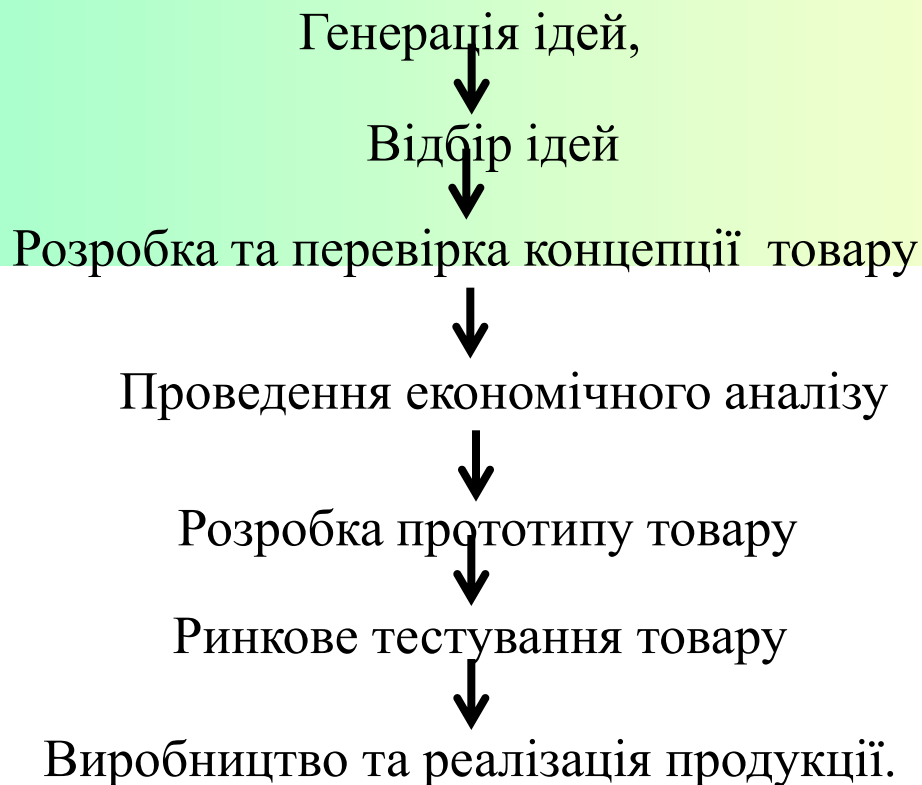 Генерація ідей,
Відбір ідей
Розробка та перевірка концепції товару
Проведення економічного аналізу
Розробка прототипу товару
Ринкове тестування товару
Виробництво та реалізація продукції.